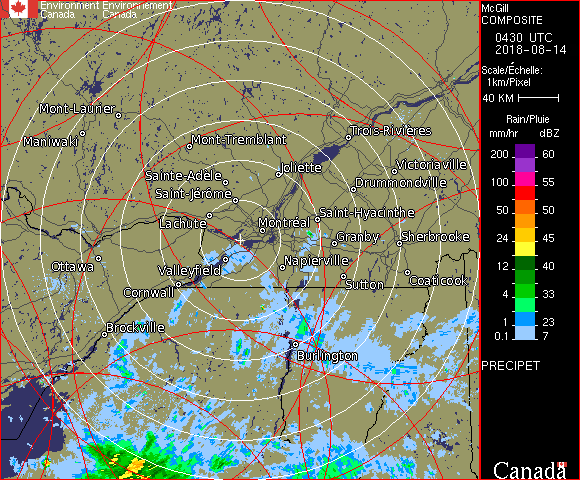 Environment Environnement
Canada Canada
McGill
COMPOSITE
0430 UTC
2018-08-14
Scale/Échelle:
1km/Pixel
40 KM
Rain/Pluie
mm/hr dBZ
200 60
150 57
100 55
50 50
24 45
12 40
4 33
1 23
0.1 7
PRECIPET
Canada
Mont-Laurier
Maniwaki
Mont-Tremblant
Trois-Rivières
Sainte-Adèle
Joliette
Victoriaville
Saint-Jérôme
Drummondville
Lachute
Montréal
Saint-Hyacinthe
Granby
Sherbrooke
Ottawa
Valleyfield
Napierville
Cornwall
Sutton
Coaticook
Brockville
Burlington